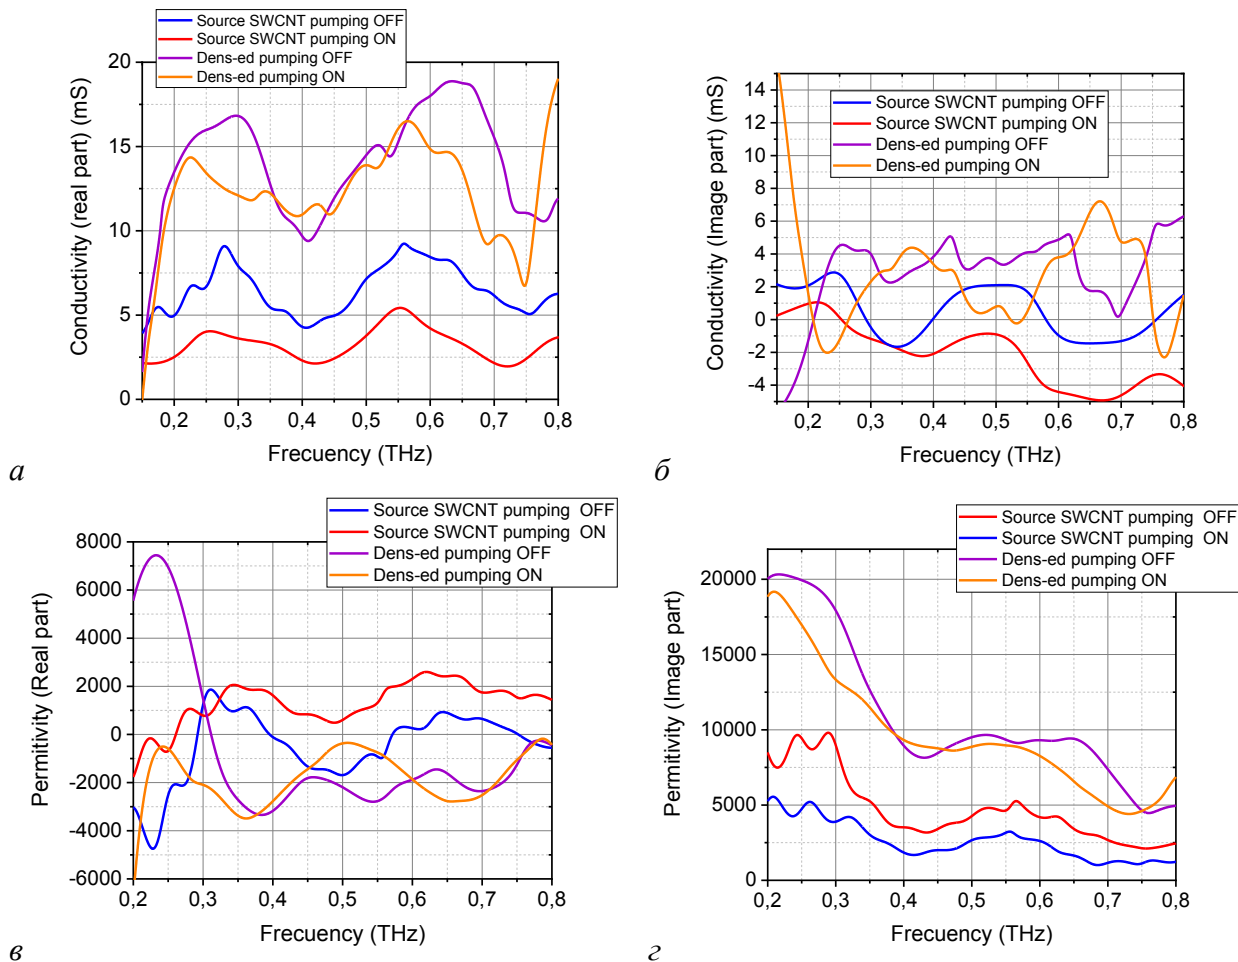 Source SWCNT pumping OFF
Source SWCNT pumping ON
Dens-ed pumping OFF
Dens-ed pumping ON
Conductivity (real part) (mS)
20
15
10
5
0
0,2 0,3 0,4 0,5 0,6 0,7 0,8
Frecuency (THz)
а
Source SWCNT pumping OFF
Source SWCNT pumping ON
Dens-ed pumping OFF
Dens-ed pumping ON
Conductivity (Image part) (mS)
14
12
10
8
6
4
2
0
-2
-4
0,2 0,3 0,4 0,5 0,6 0,7 0,8
Frecuency (THz)
б
Source SWCNT pumping OFF
Source SWCNT pumping ON
Dens-ed pumping OFF
Dens-ed pumping ON
Permitivity (Real part)
8000
6000
4000
2000
0
-2000
-4000
-6000
0,2 0,3 0,4 0,5 0,6 0,7 0,8
Frecuency (THz)
в
Source SWCNT pumping OFF
Source SWCNT pumping ON
Dens-ed pumping OFF
Dens-ed pumping ON
Permitivity (Image part)
20000
15000
10000
5000
0
0,2 0,3 0,4 0,5 0,6 0,7 0,8
Frecuency (THz)
г